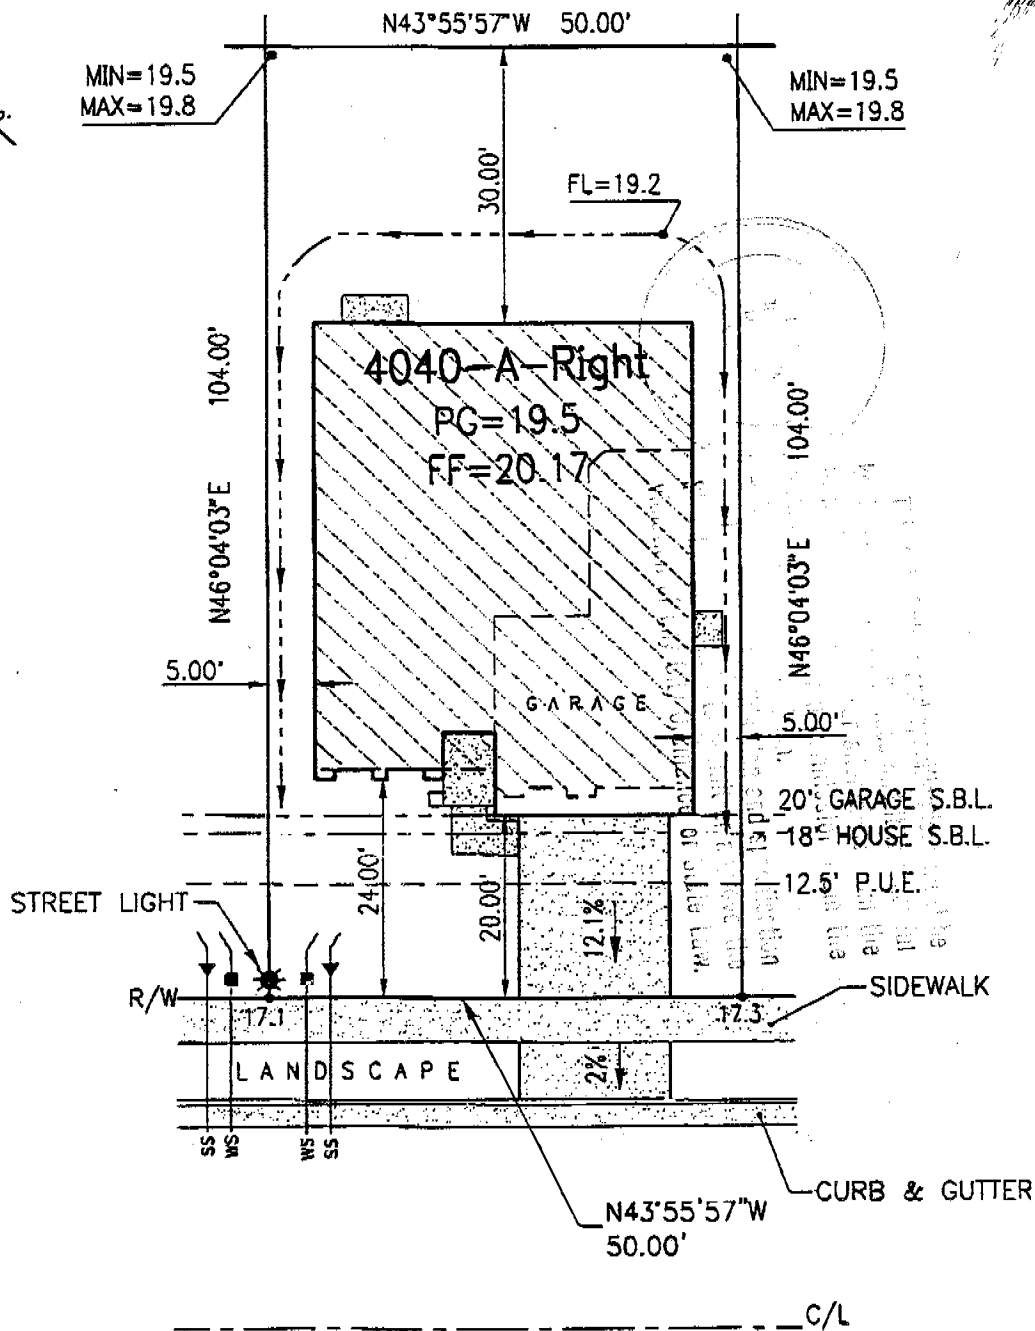 N43°55'57"W 50.00'
MIN=19.5
MAX=19.8
MIN=19.5
MAX=19.8
30.00'
FL=19.2
4040-A-Right
PG=19.5
FF=20.17
N46°04'03"E 104.00'
N46°04'03"E 104.00'
5.00'
GARAGE
5.00'
20' GARAGE S.B.L.
18' HOUSE S.B.L.
12.5' P.U.E.
24.00'
20.00'
12.1%
STREET LIGHT
R/W
17.1
17.3
SIDEWALK
LANDSCAPE
2%
SS
WS
WS
SS
CURB & GUTTER
N43°55'57"W
50.00'
C/L